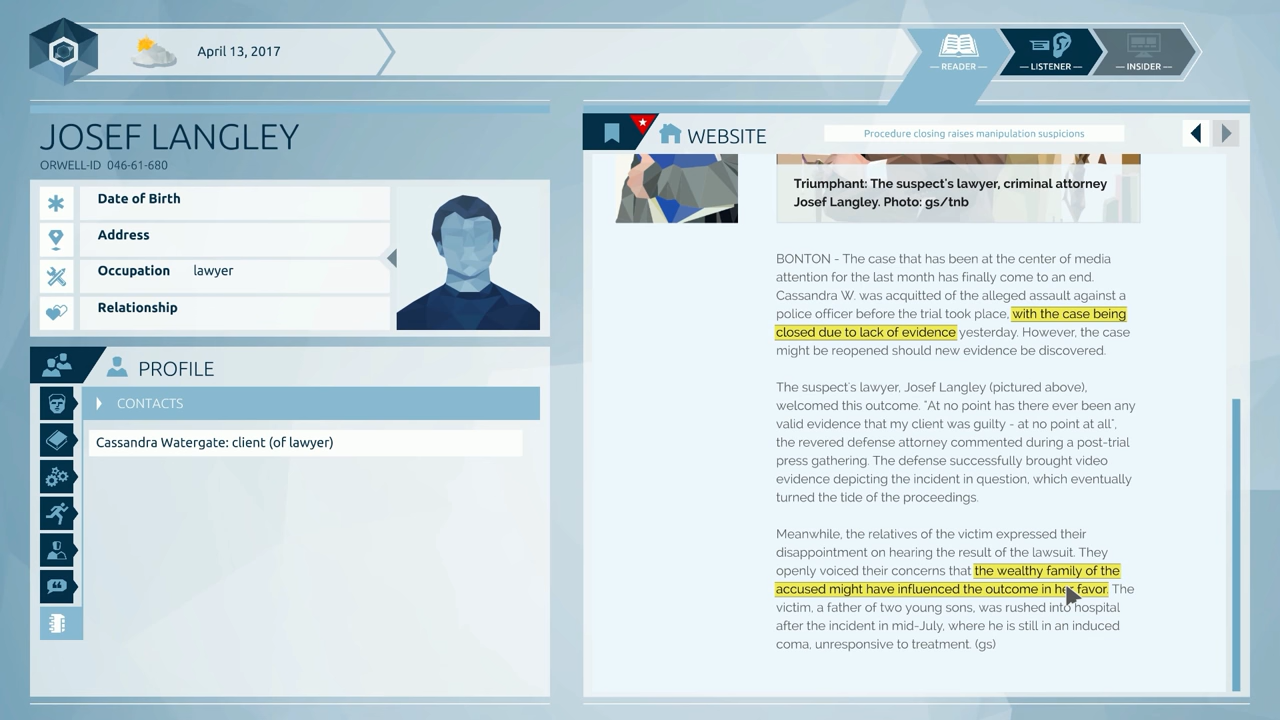 April 13, 2017
— READER —
— LISTENER —
— INSIDER —
JOSEF LANGLEY
ORWELL-ID 046-61-680
Date of Birth
Address
Occupation lawyer
Relationship
PROFILE
CONTACTS
Cassandra Watergate: client (of lawyer)
WEBSITE
Procedure closing raises manipulation suspicions
Triumphant: The suspect's lawyer, criminal attorney
Josef Langley. Photo: gs/tnb
BONTON - The case that has been at the center of media
attention for the last month has finally come to an end.
Cassandra W. was acquitted of the alleged assault against a
police officer before the trial took place, with the case being
closed due to lack of evidence yesterday. However, the case
might be reopened should new evidence be discovered.
The suspect's lawyer, Josef Langley (pictured above),
welcomed this outcome. "At no point has there ever been any
valid evidence that my client was guilty - at no point at all",
the revered defense attorney commented during a post-trial
press gathering. The defense successfully brought video
evidence depicting the incident in question, which eventually
turned the tide of the proceedings.
Meanwhile, the relatives of the victim expressed their
disappointment on hearing the result of the lawsuit. They
openly voiced their concerns that the wealthy family of the
accused might have influenced the outcome in her favor. The
victim, a father of two young sons, was rushed into hospital
after the incident in mid-July, where he is still in an induced
coma, unresponsive to treatment. (gs)